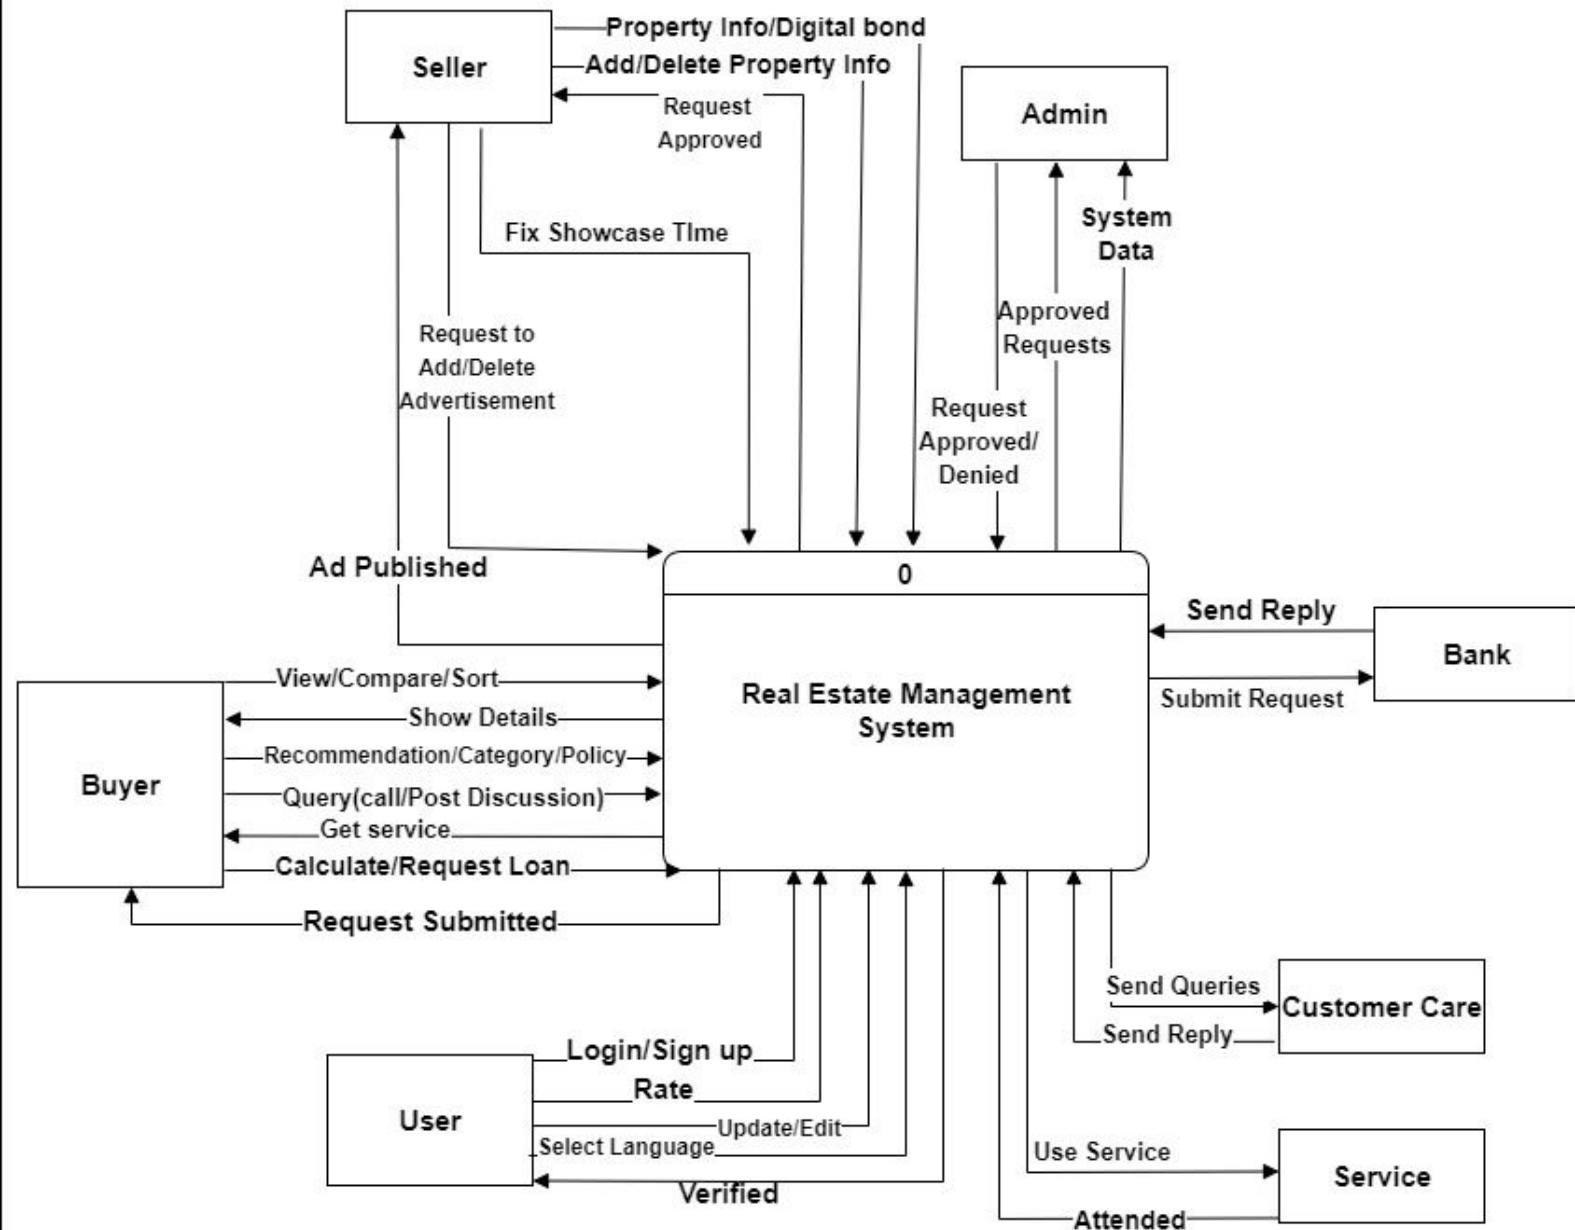 Property Info/Digital bond
Seller
Add/Delete Property Info
Request
Approved
Admin
System
Data
Fix Showcase TIme
Approved
Requests
Request to
Add/Delete
Advertisement
Request
Approved/
Denied
Ad Published
0
Send Reply
Bank
Real Estate Management
System
Submit Request
View/Compare/Sort
Show Details
Recommendation/Category/Policy
Buyer
Query(call/Post Discussion)
Get service
Calculate/Request Loan
Request Submitted
Send Queries
Customer Care
Send Reply
Login/Sign up
Rate
User
Update/Edit
Select Language
Verified
Use Service
Service
Attended